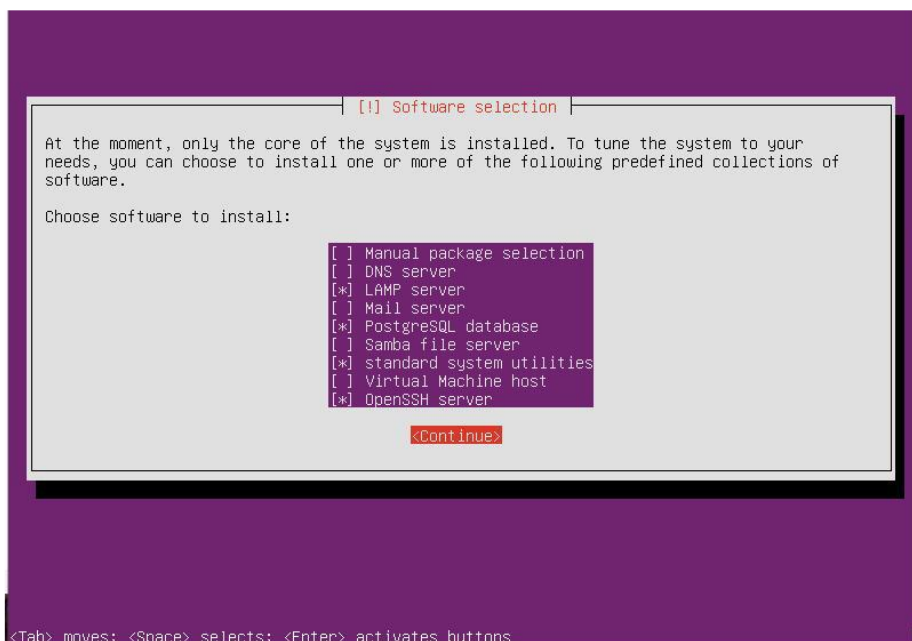 [!] Software selection
At the moment, only the core of the system is installed. To tune the system to your
needs, you can choose to install one or more of the following predefined collections of
software.
Choose software to install:
[ ] Manual package selection
[ ] DNS server
[*] LAMP server
[ ] Mail server
[*] PostgreSQL database
[ ] Samba file server
[*] standard system utilities
[ ] Virtual Machine host
[*] OpenSSH server
<Continue>
<Tab> moves; <Space> selects; <Enter> activates buttons